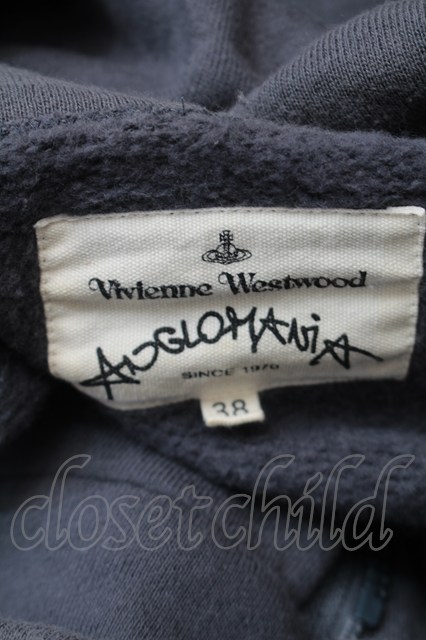 Vivienne Westwood
ANGLOMANIA
SINCE 1976
38
closetchild